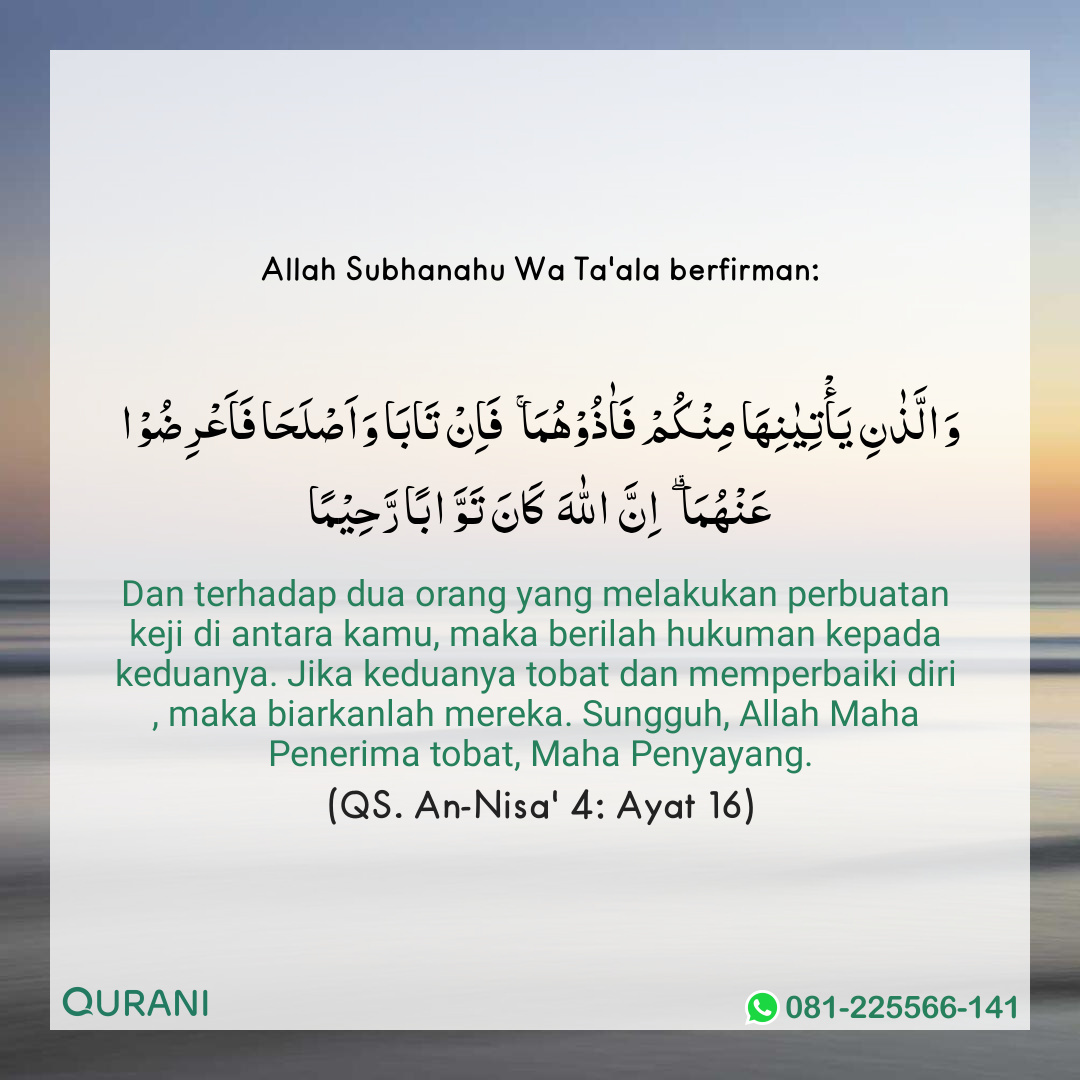 Allah Subhanahu Wa Ta'ala berfirman:
وَالَّذٰنِ يَأْتِيٰنِهَا مِنْكُمْ فَاٰذُوْهُمَا ۚ فَاِنْ تَابَا وَاَصْلَحَا فَاَعْرِضُوْا
عَنْهُمَا ۗ اِنَّ اللّٰهَ كَانَ تَوَّابًا رَّحِيْمًا
Dan terhadap dua orang yang melakukan perbuatan
keji di antara kamu, maka berilah hukuman kepada
keduanya. Jika keduanya tobat dan memperbaiki diri
, maka biarkanlah mereka. Sungguh, Allah Maha
Penerima tobat, Maha Penyayang.
(QS. An-Nisa' 4: Ayat 16)
QURANI
081-225566-141